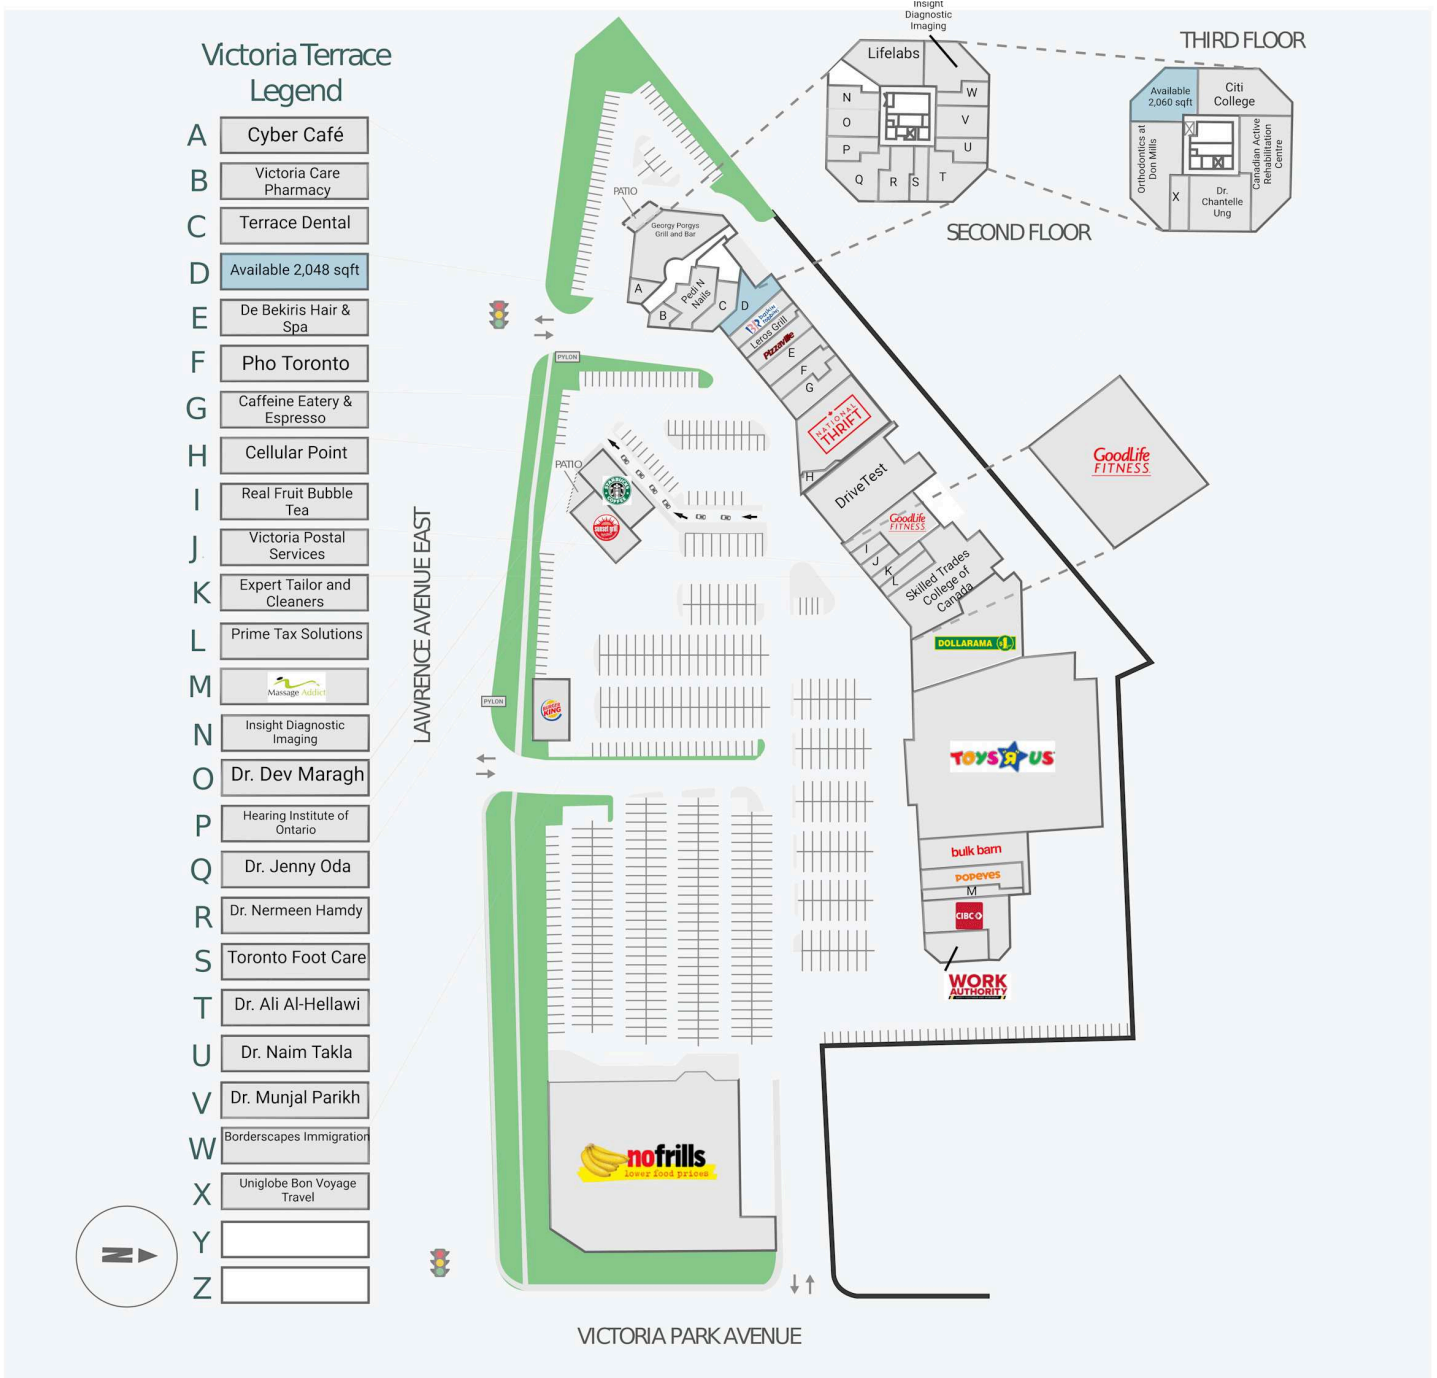 Victoria Terrace
Legend
A
Cyber Café
B
Victoria Care
Pharmacy
C
Terrace Dental
D
Available 2,048 sqft
E
De Bekiris Hair &
Spa
F
Pho Toronto
G
Caffeine Eatery &
Espresso
H
Cellular Point
I
Real Fruit Bubble
Tea
J
Victoria Postal
Services
K
Expert Tailor and
Cleaners
L
Prime Tax Solutions
M
Massage Addict
N
Insight Diagnostic
Imaging
O
Dr. Dev Maragh
P
Hearing Institute of
Ontario
Q
Dr. Jenny Oda
R
Dr. Nermeen Hamdy
S
Toronto Foot Care
T
Dr. Ali Al-Hellawi
U
Dr. Naim Takla
V
Dr. Munjal Parikh
W
Borderscapes Immigration
X
Uniglobe Bon Voyage
Travel
Y
Z
N
LAWRENCE AVENUE EAST
VICTORIA PARK AVENUE
Insight
Diagnostic
Imaging
Lifelabs
N
O
P
Q
R
S
T
U
V
W
SECOND FLOOR
THIRD FLOOR
Available
2,060 sqft
Citi
College
Orthodontics at
Don Mills
Canadian Active
Rehabilitation
Centre
X
Dr.
Chantelle
Ung
PATIO
Georgy Porgys
Grill and Bar
A
B
Pedi N
Nails
C
D
BR baskin robbins
Leros Grill
Pizzaville
E
F
G
NATIONAL
THRIFT
H
DriveTest
GoodLife
FITNESS
I
J
K
L
Skilled Trades
College of
Canada
GoodLife
FITNESS
DOLLARAMA
TOYS R US
bulk barn
POPEYES
M
CIBC
WORK
AUTHORITY
PYLON
PATIO
STARBUCKS
COFFEE
PYLON
BURGER
KING
nofrills
lower food prices